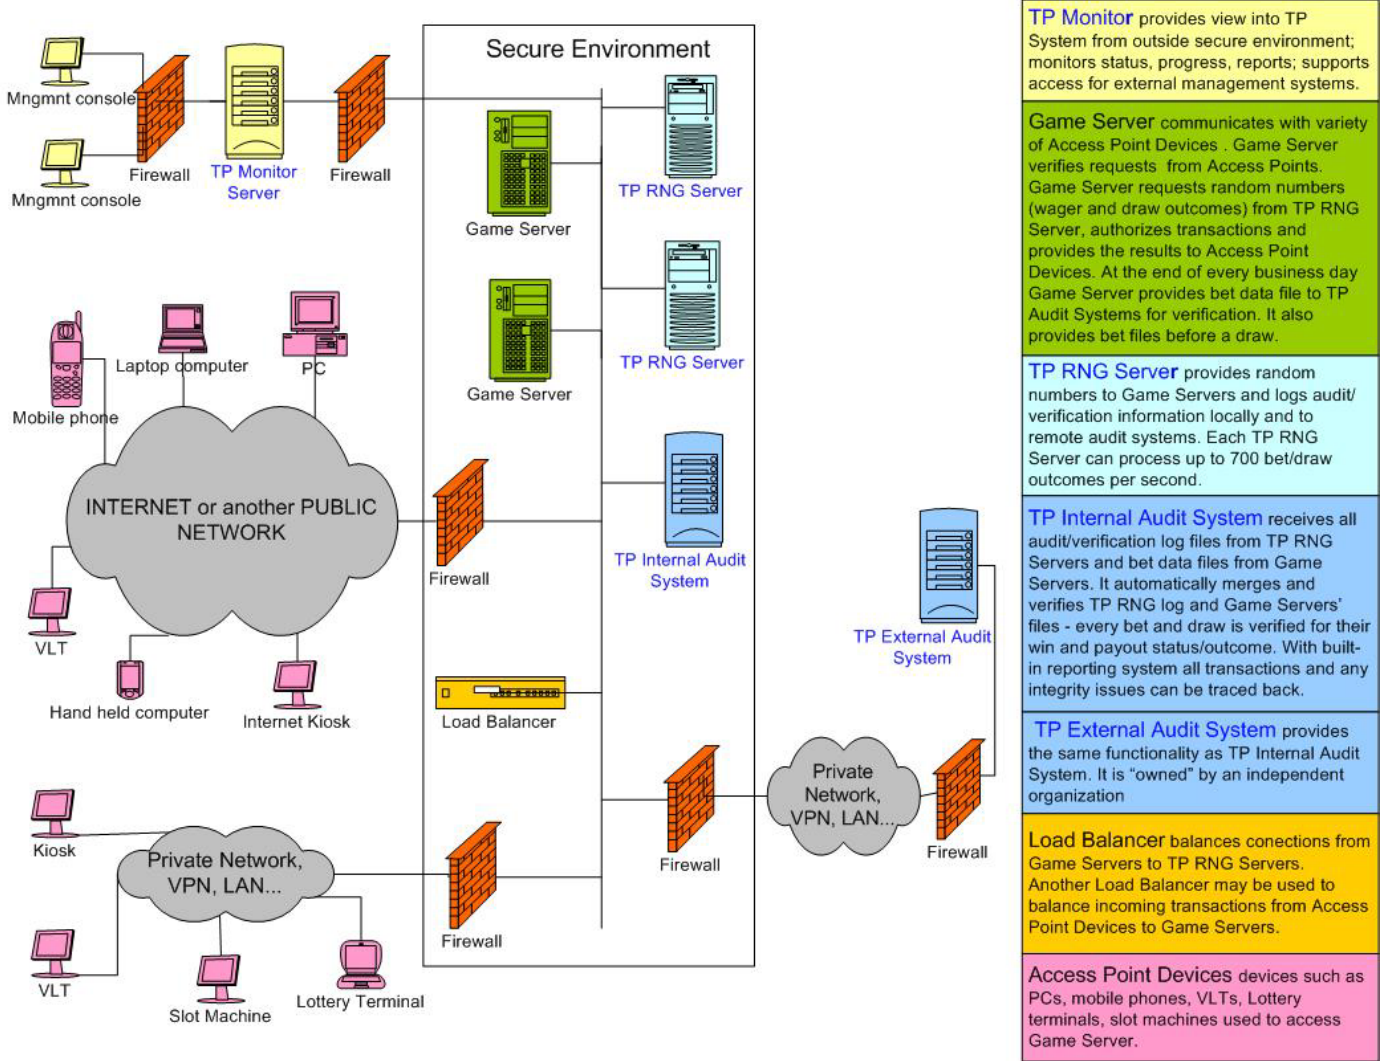 Secure Environment
Mngmnt console
Mngmnt console
Firewall
TP Monitor
Server
Firewall
TP RNG Server
Game Server
TP RNG Server
Game Server
Mobile phone
Laptop computer
PC
INTERNET or another PUBLIC
NETWORK
Firewall
TP Internal Audit
System
VLT
Hand held computer
Internet Kiosk
Load Balancer
TP External Audit
System
Private
Network,
VPN, LAN...
Firewall
Firewall
Kiosk
Private Network,
VPN, LAN...
Firewall
VLT
Slot Machine
Lottery Terminal
TP Monitor provides view into TP
System from outside secure environment;
monitors status, progress, reports; supports
access for external management systems.
Game Server communicates with variety
of Access Point Devices . Game Server
verifies requests from Access Points.
Game Server requests random numbers
(wager and draw outcomes) from TP RNG
Server, authorizes transactions and
provides the results to Access Point
Devices. At the end of every business day
Game Server provides bet data file to TP
Audit Systems for verification. It also
provides bet files before a draw.
TP RNG Server provides random
numbers to Game Servers and logs audit/
verification information locally and to
remote audit systems. Each TP RNG
Server can process up to 700 bet/draw
outcomes per second.
TP Internal Audit System receives all
audit/verification log files from TP RNG
Servers and bet data files from Game
Servers. It automatically merges and
verifies TP RNG log and Game Servers'
files - every bet and draw is verified for their
win and payout status/outcome. With built-
in reporting system all transactions and any
integrity issues can be traced back.
TP External Audit System provides
the same functionality as TP Internal Audit
System. It is “owned” by an independent
organization
Load Balancer balances conections from
Game Servers to TP RNG Servers.
Another Load Balancer may be used to
balance incoming transactions from Access
Point Devices to Game Servers.
Access Point Devices devices such as
PCs, mobile phones, VLTs, Lottery
terminals, slot machines used to access
Game Server.